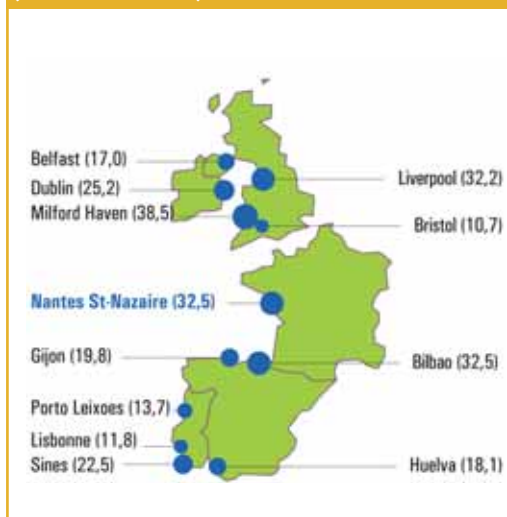 Belfast (17,0)
Dublin (25,2)
Liverpool (32,2)
Milford Haven (38,5)
Bristol (10,7)
Nantes St-Nazaire (32,5)
Gijon (19,8)
Bilbao (32,5)
Porto Leixoes (13,7)
Lisbonne (11,8)
Sines (22,5)
Huelva (18,1)